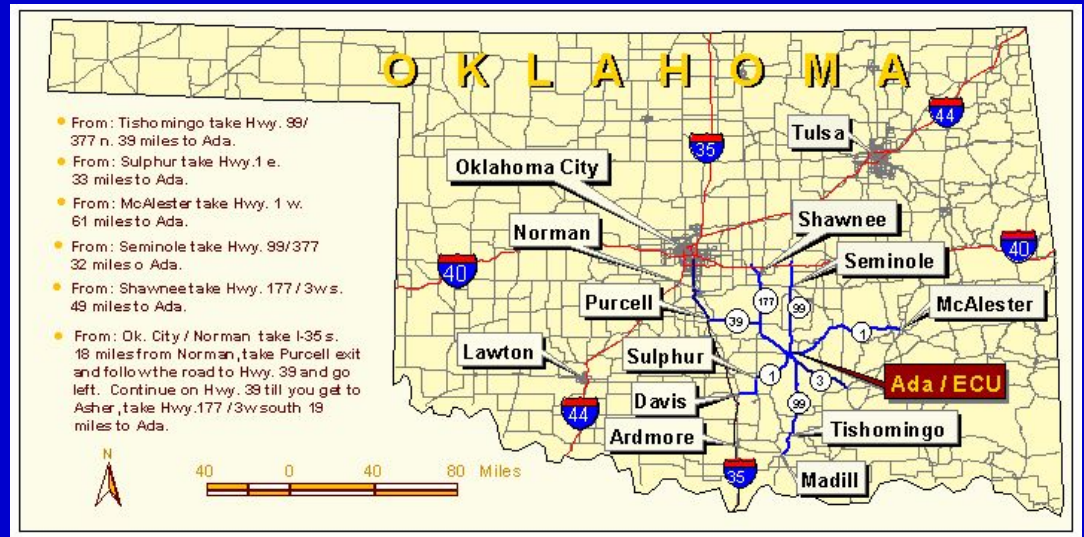 OKLAHOMA
From: Tishomingo take Hwy. 99/
377 n. 39 miles to Ada.
From: Sulphur take Hwy.1 e.
33 miles to Ada.
From: McAlester take Hwy. 1 w.
61 miles to Ada.
From: Seminole take Hwy. 99/377
32 miles o Ada.
From: Shawnee take Hwy. 177 / 3w s.
49 miles to Ada.
From: Ok. City / Norman take I-35 s.
18 miles from Norman, take Purcell exit
and follow the road to Hwy. 39 and go
left. Continue on Hwy. 39 till you get to
Asher, take Hwy.177 /3w south 19
miles to Ada.
N
40 0 40 80 Miles
44
Tulsa
35
Oklahoma City
Shawnee
Norman
Seminole
40
40
Purcell
177
99
McAlester
39
1
Lawton
Sulphur
1
3
Ada / ECU
Davis
99
44
Ardmore
Tishomingo
35
Madill